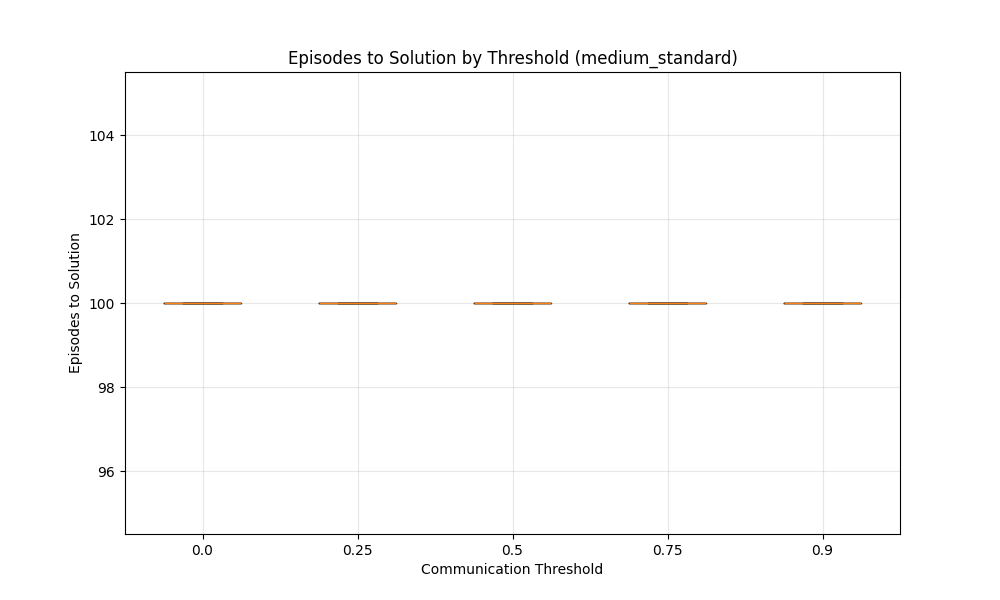 Episodes to Solution by Threshold (medium_standard)
Episodes to Solution
104
102
100
98
96
0.0 0.25 0.5 0.75 0.9
Communication Threshold